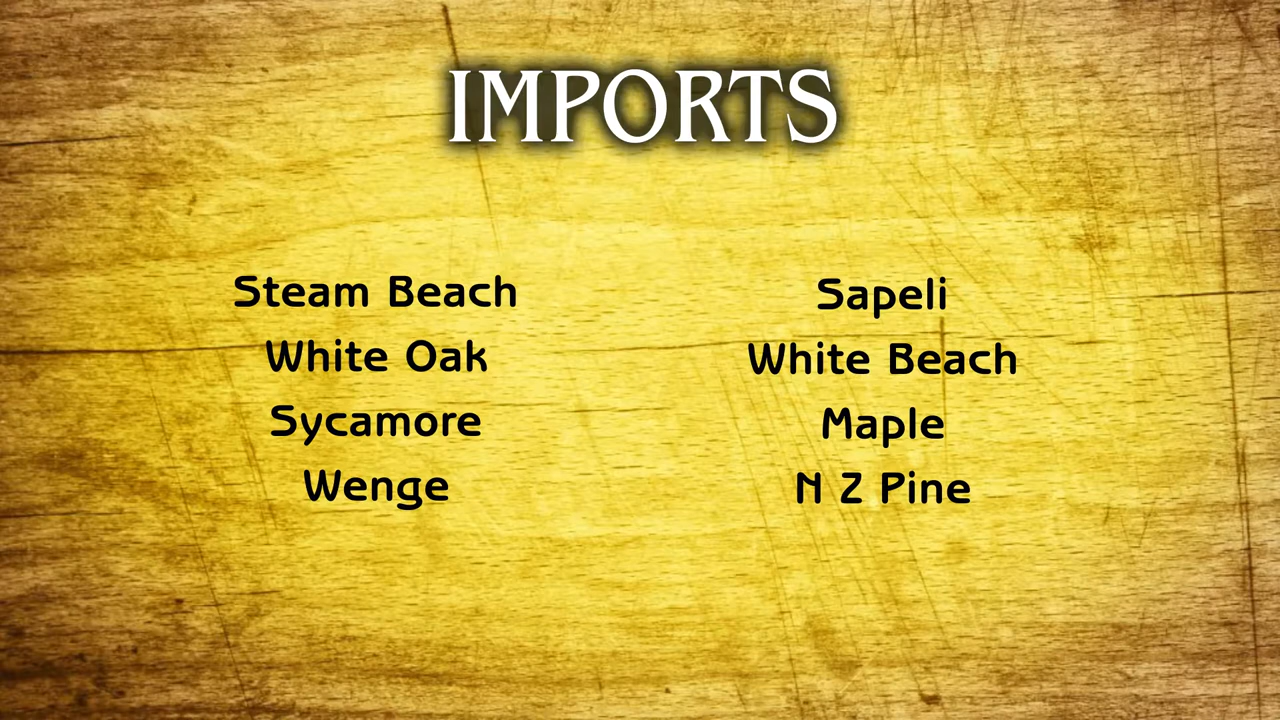 IMPORTS
Steam Beach
White Oak
Sycamore
Wenge
Sapeli
White Beach
Maple
N Z Pine